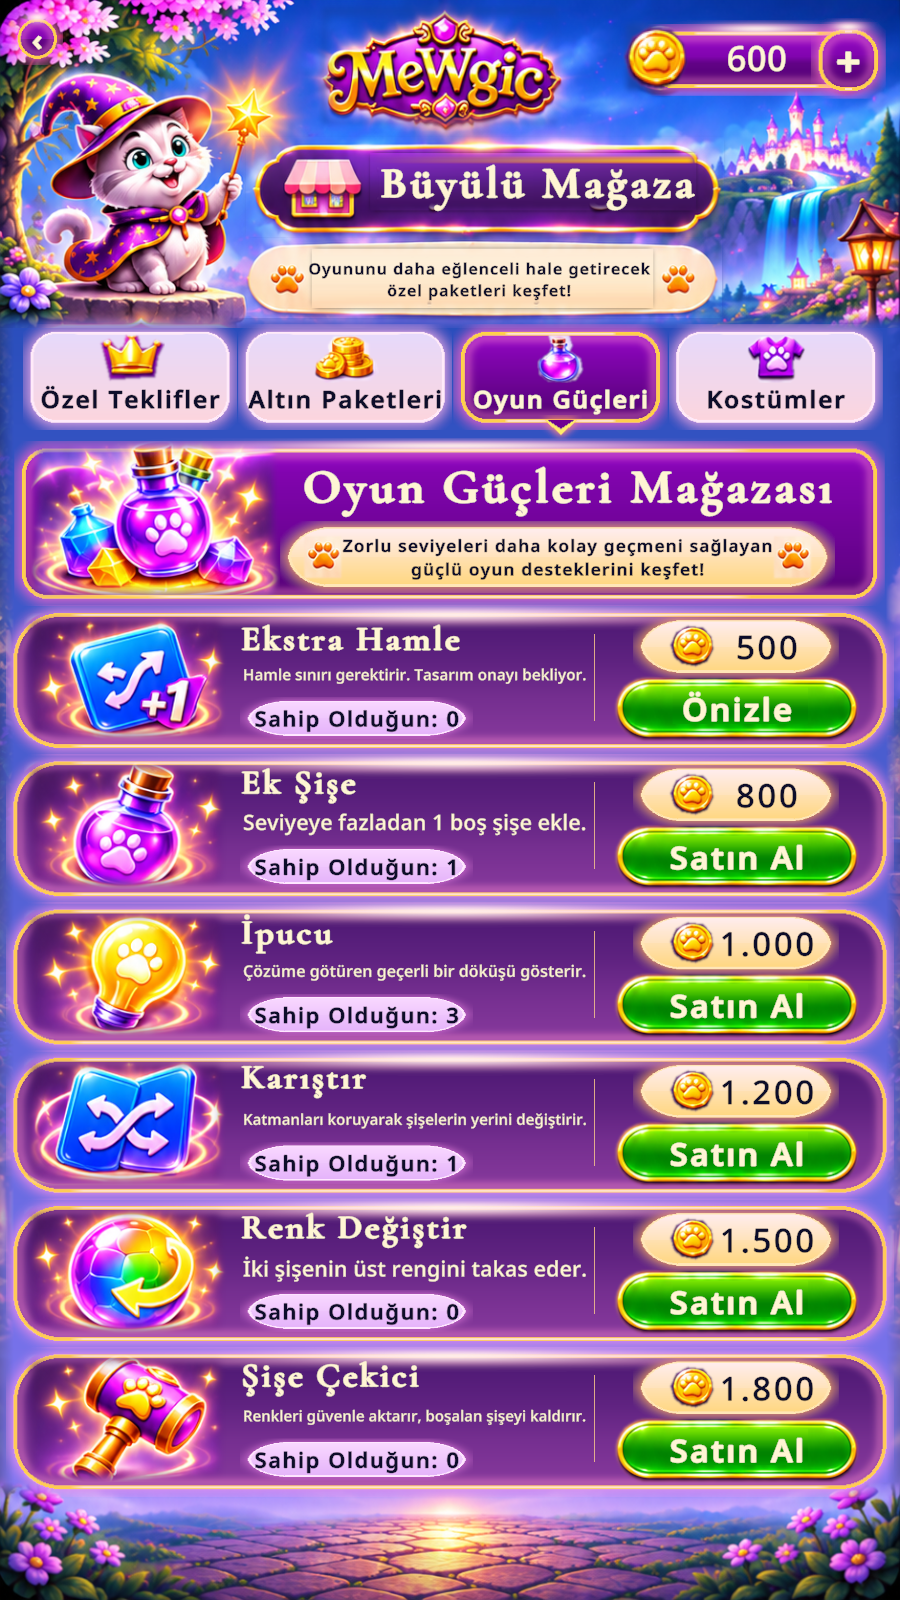 MeWgic
600
+
Büyülü Mağaza
Oyununu daha eğlenceli hale getirecek
özel paketleri keşfet!
Özel Teklifler
Altın Paketleri
Oyun Güçleri
Kostümler
Oyun Güçleri Mağazası
Zorlu seviyeleri daha kolay geçmeni sağlayan
güçlü oyun desteklerini keşfet!
+1
Ekstra Hamle
Hamle sınırı gerektirir. Tasarım onayı bekliyor.
Sahip Olduğun: 0
500
Önizle
Ek Şişe
Seviyeye fazladan 1 boş şişe ekle.
Sahip Olduğun: 1
800
Satın Al
İpucu
Çözüme götüren geçerli bir döküşü gösterir.
Sahip Olduğun: 3
1.000
Satın Al
Karıştır
Katmanları koruyarak şişelerin yerini değiştirir.
Sahip Olduğun: 1
1.200
Satın Al
Renk Değiştir
İki şişenin üst rengini takas eder.
Sahip Olduğun: 0
1.500
Satın Al
Şişe Çekici
Renkleri güvenle aktarır, boşalan şişeyi kaldırır.
Sahip Olduğun: 0
1.800
Satın Al